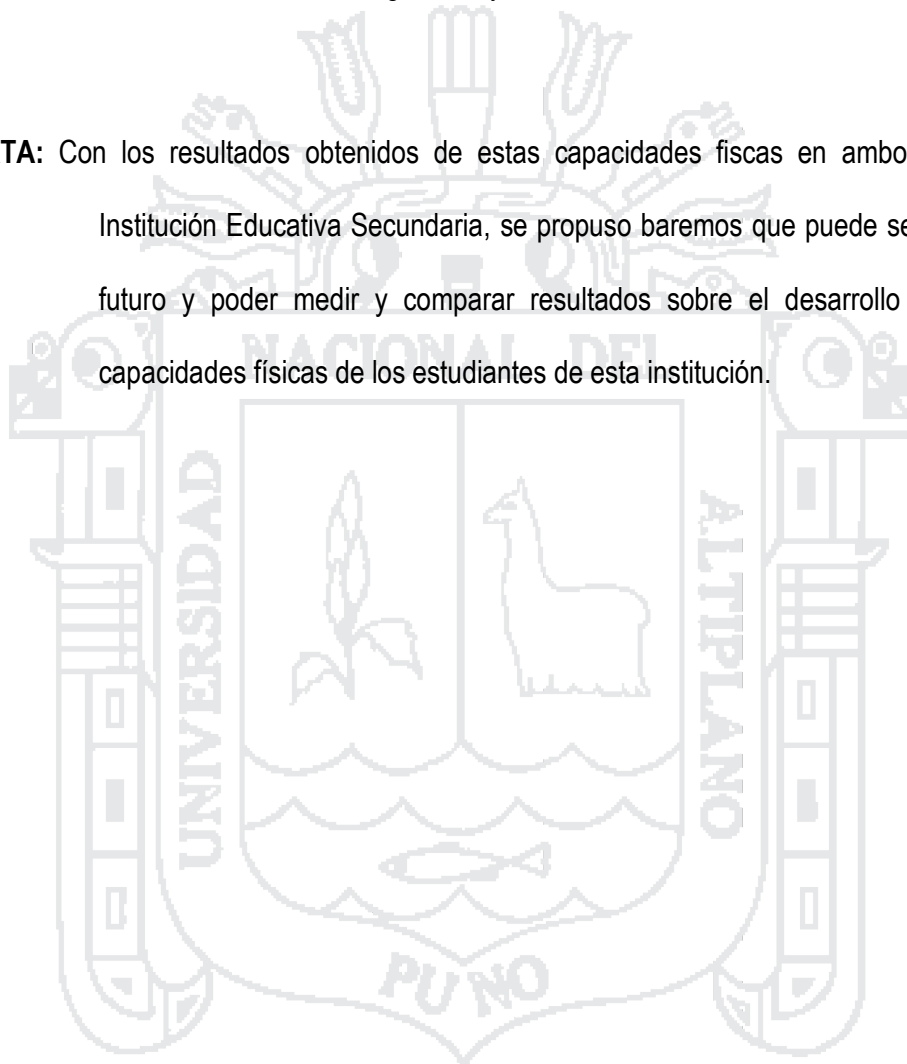 TA: Con los resultados obtenidos de estas capacidades fiscas en ambo
Institución Educativa Secundaria, se propuso baremos que puede se
futuro y poder medir y comparar resultados sobre el desarrollo
capacidades físicas de los estudiantes de esta institución.
NACIONAL DEL
UNIVERSIDAD
ALTIPLANO
PUNO